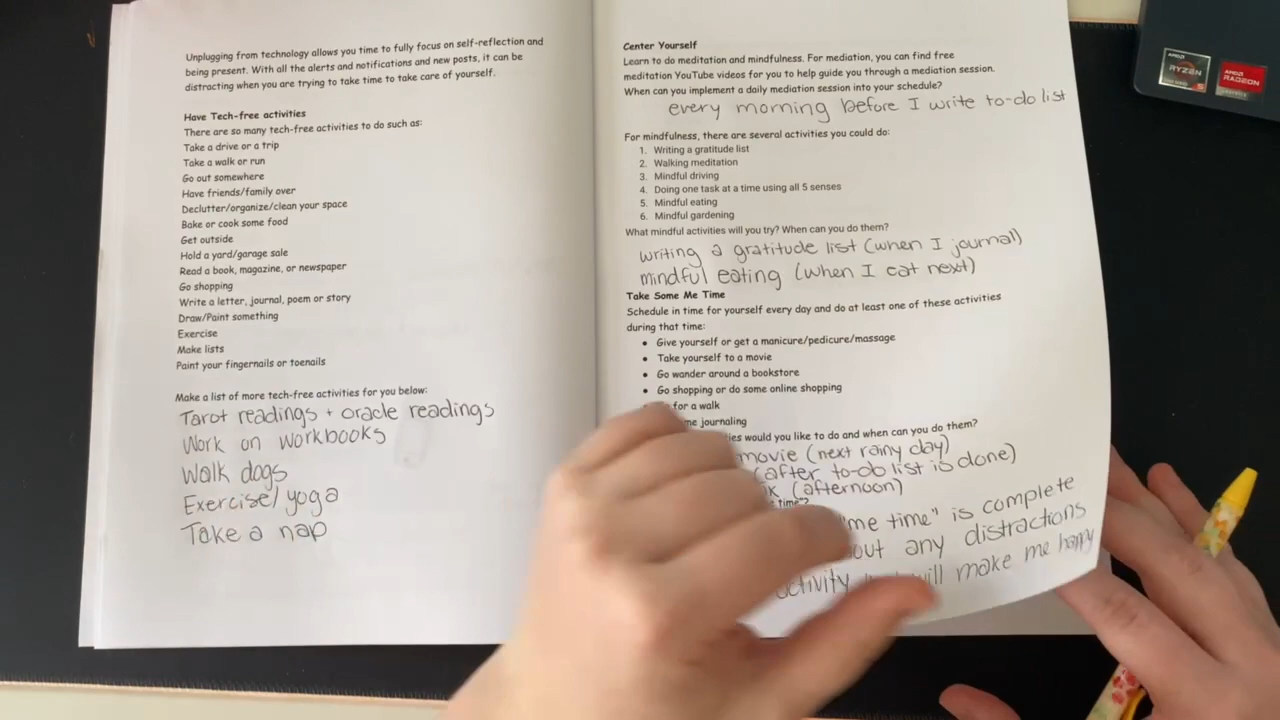 Unplugging from technology allows you time to fully focus on self-reflection and
being present. With all the alerts and notifications and new posts, it can be
distracting when you are trying to take time to take care of yourself.
Have Tech-free activities
There are so many tech-free activities to do such as:
Take a drive or a trip
Take a walk or run
Go out somewhere
Have friends/family over
Declutter/organize/clean your space
Bake or cook some food
Get outside
Hold a yard/garage sale
Read a book, magazine, or newspaper
Go shopping
Write a letter, journal, poem or story
Draw/Paint something
Exercise
Make lists
Paint your fingernails or toenails
Make a list of more tech-free activities for you below:
Tarot readings + oracle readings
Work on workbooks
Walk dogs
Exercise/yoga
Take a nap
Center Yourself
Learn to do meditation and mindfulness. For mediation, you can find free
meditation YouTube videos for you to help guide you through a mediation session.
When can you implement a daily mediation session into your schedule?
every morning before I write to-do list
For mindfulness, there are several activities you could do:
1. Writing a gratitude list
2. Walking meditation
3. Mindful driving
4. Doing one task at a time using all 5 senses
5. Mindful eating
6. Mindful gardening
What mindful activities will you try? When can you do them?
writing a gratitude list (when I journal)
mindful eating (when I eat next)
Take Some Me Time
Schedule in time for yourself every day and do at least one of these activities
during that time:
• Give yourself or get a manicure/pedicure/massage
• Take yourself to a movie
• Go wander around a bookstore
• Go shopping or do some online shopping
for a walk
journaling
would you like to do and when can you do them?
movie (next rainy day)
(after to-do list is done)
(afternoon)
time"?
"me time" is complete
any distractions
activity will make me happy
AMD
RYZEN
5
AMD
RADEON
GRAPHICS